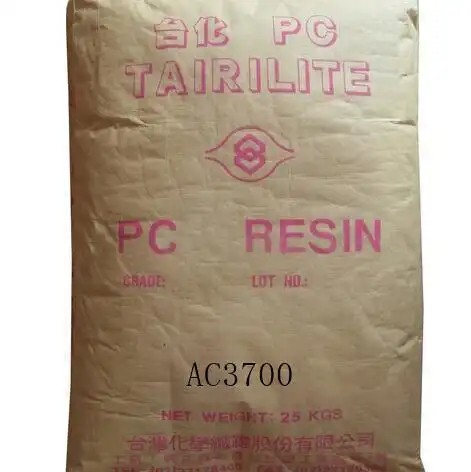 台化 PC
TAIRILITE
PC RESIN
GRADE: LOT NO.:
AC3700
NET WEIGHT: 25 KGS
台灣化學纖維股份有限公司